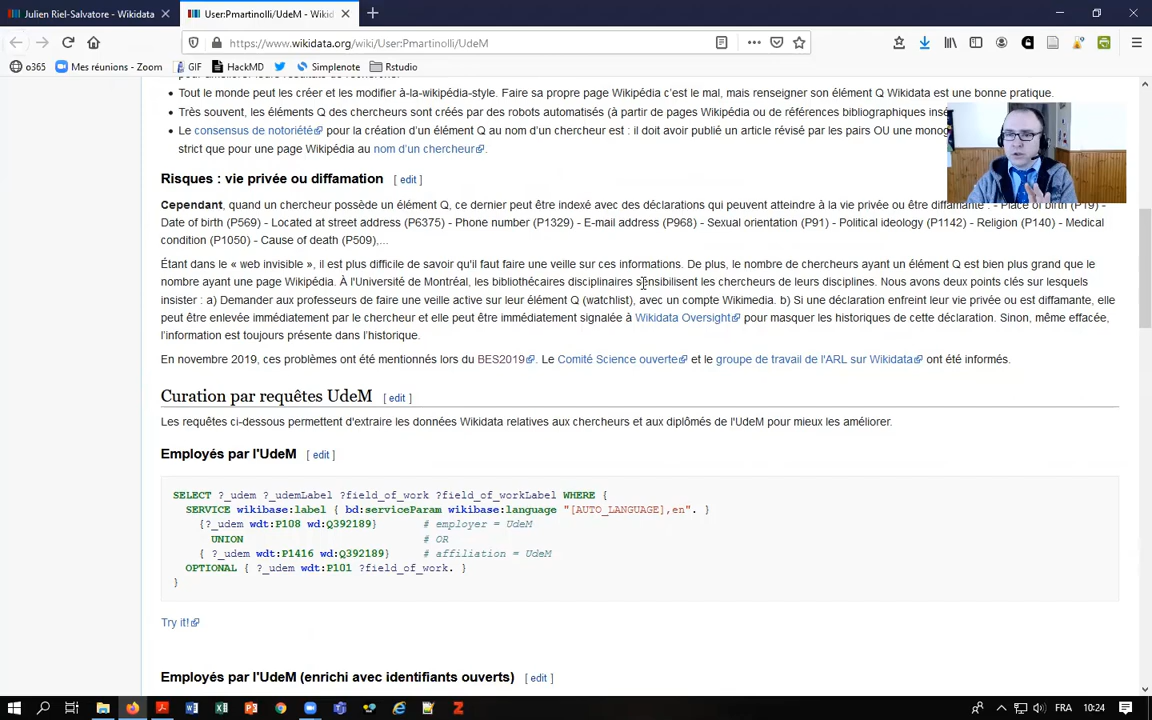 Julien Riel-Salvatore - Wikidata
User:Pmartinolli/UdeM - Wikid
https://www.wikidata.org/wiki/User:Pmartinolli/UdeM
o365 Mes réunions - Zoom GIF HackMD Simplenote Rstudio
Tout le monde peut les créer et les modifier à-la-wikipédia-style. Faire sa propre page Wikipédia c'est le mal, mais renseigner son élément Q Wikidata est une bonne pratique.
Très souvent, les éléments Q des chercheurs sont créés par des robots automatisés (à partir de pages Wikipédia ou de références bibliographiques
Le consensus de notoriété pour la création d'un élément Q au nom d'un chercheur est : il doit avoir publié un article révisé par les pairs OU une
strict que pour une page Wikipédia au nom d'un chercheur.
Risques : vie privée ou diffamation [ edit ]
Cependant, quand un chercheur possède un élément Q, ce dernier peut être indexé avec des déclarations qui peuvent atteindre à la vie privée ou être diffamante : - Place of birth (P19) -
Date of birth (P569) - Located at street address (P6375) - Phone number (P1329) - E-mail address (P968) - Sexual orientation (P91) - Political ideology (P1142) - Religion (P140) - Medical
condition (P1050) - Cause of death (P509),...
Étant dans le « web invisible », il est plus difficile de savoir qu'il faut faire une veille sur ces informations. De plus, le nombre de chercheurs ayant un élément Q est bien plus grand que le
nombre ayant une page Wikipédia. À l'Université de Montréal, les bibliothécaires disciplinaires sensibilisent les chercheurs de leurs disciplines. Nous avons deux points clés sur lesquels
insister : a) Demander aux professeurs de faire une veille active sur leur élément Q (watchlist), avec un compte Wikimedia. b) Si une déclaration enfreint leur vie privée ou est diffamante, elle
peut être enlevée immédiatement par le chercheur et elle peut être immédiatement signalée à Wikidata Oversight pour masquer les historiques de cette déclaration. Sinon, même effacée,
l'information est toujours présente dans l'historique.
En novembre 2019, ces problèmes ont été mentionnés lors du BES2019. Le Comité Science ouverte et le groupe de travail de l'ARL sur Wikidata ont été informés.
Curation par requêtes UdeM [ edit ]
Les requêtes ci-dessous permettent d'extraire les données Wikidata relatives aux chercheurs et aux diplômés de l'UdeM pour mieux les améliorer.
Employés par l'UdeM [ edit ]
SELECT ?_udem ?_udemLabel ?field_of_work ?field_of_workLabel WHERE {
SERVICE wikibase:label { bd:serviceParam wikibase:language "[AUTO_LANGUAGE],en". }
{?_udem wdt:P108 wd:Q392189} # employer = UdeM
UNION # OR
{ ?_udem wdt:P1416 wd:Q392189} # affiliation = UdeM
OPTIONAL { ?_udem wdt:P101 ?field_of_work. }
}
Try it!
Employés par l'UdeM (enrichi avec identifiants ouverts) [ edit ]
FRA 10:24